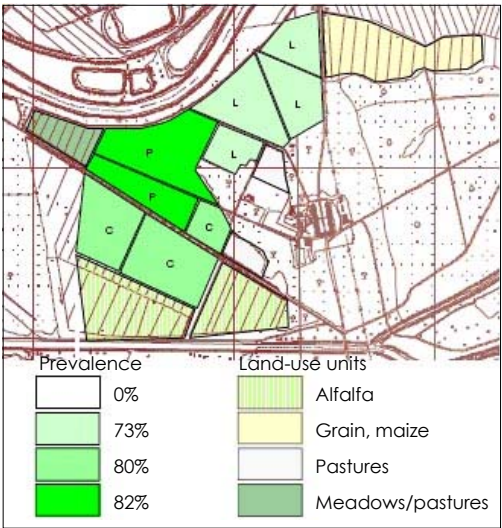 L
L
L
L
P
P
C
C
C
Prevalence
Land-use units
0%
Alfalfa
73%
Grain, maize
80%
Pastures
82%
Meadows/pastures